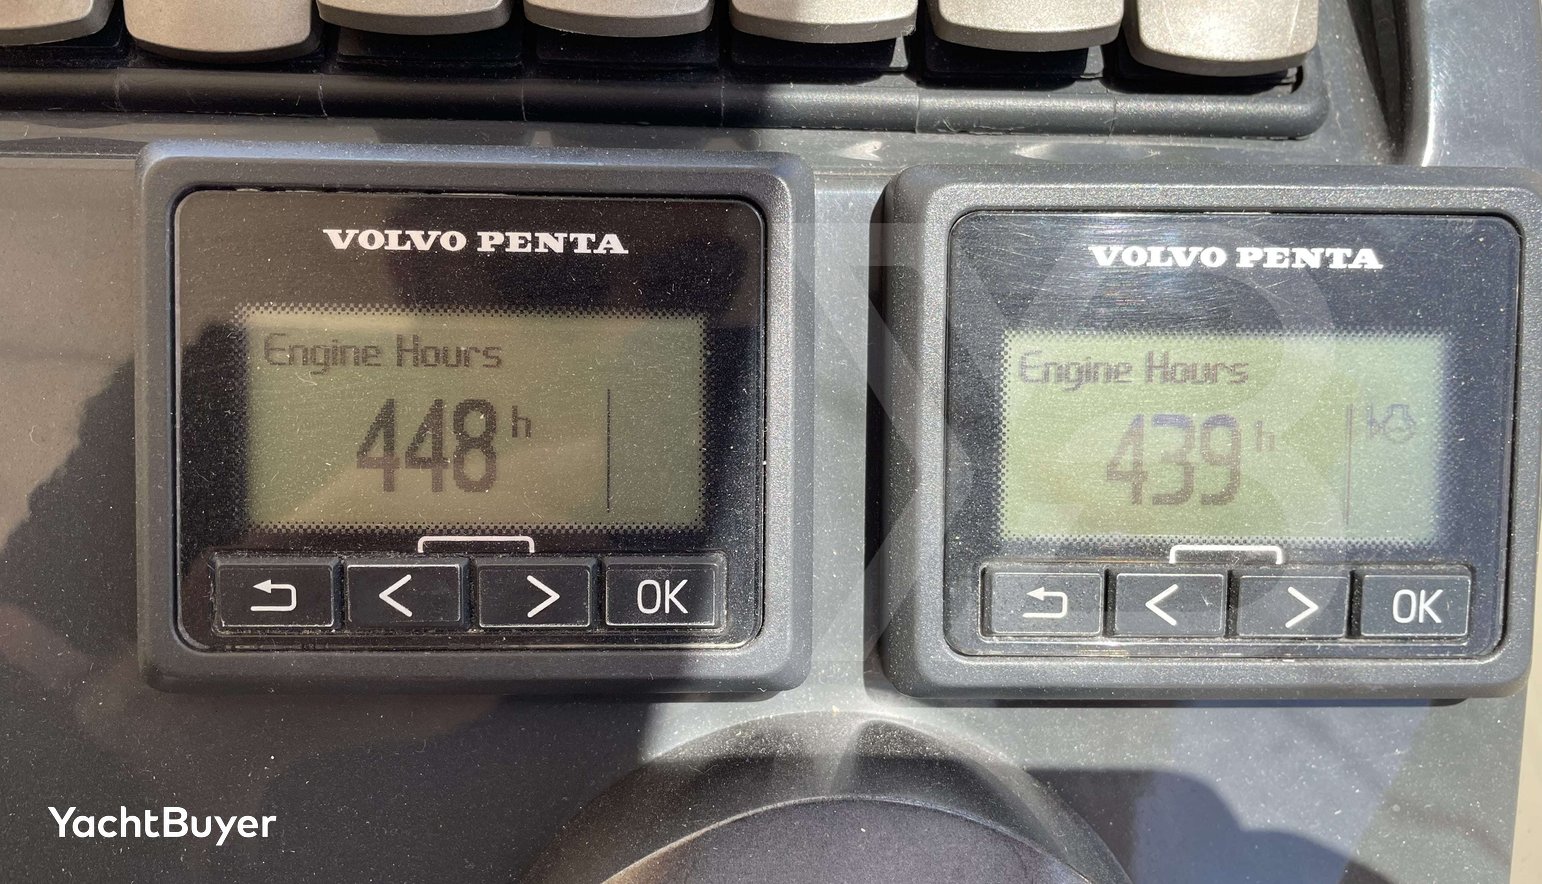 VOLVO PENTA
Engine Hours
448 h
OK
VOLVO PENTA
Engine Hours
439 h
OK
YachtBuyer